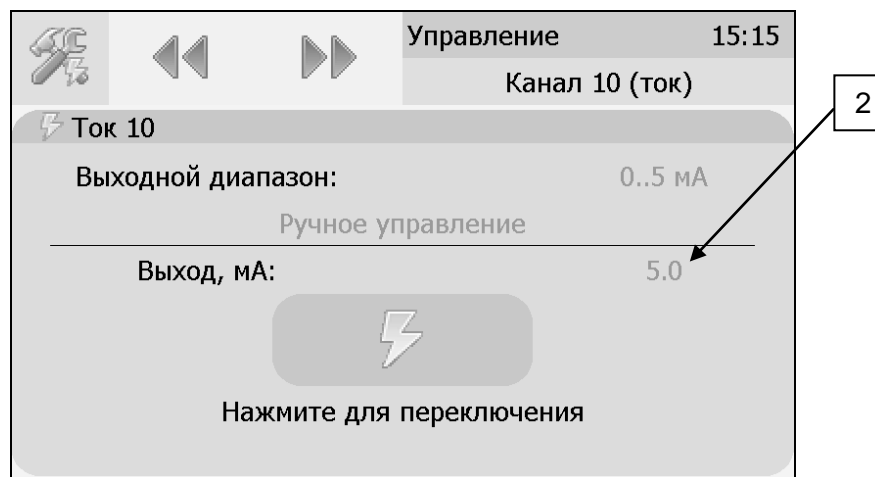 Управление 15:15
Канал 10 (ток)
2
Ток 10
Выходной диапазон: 0..5 мА
Ручное управление
Выход, мА: 5.0
Нажмите для переключения